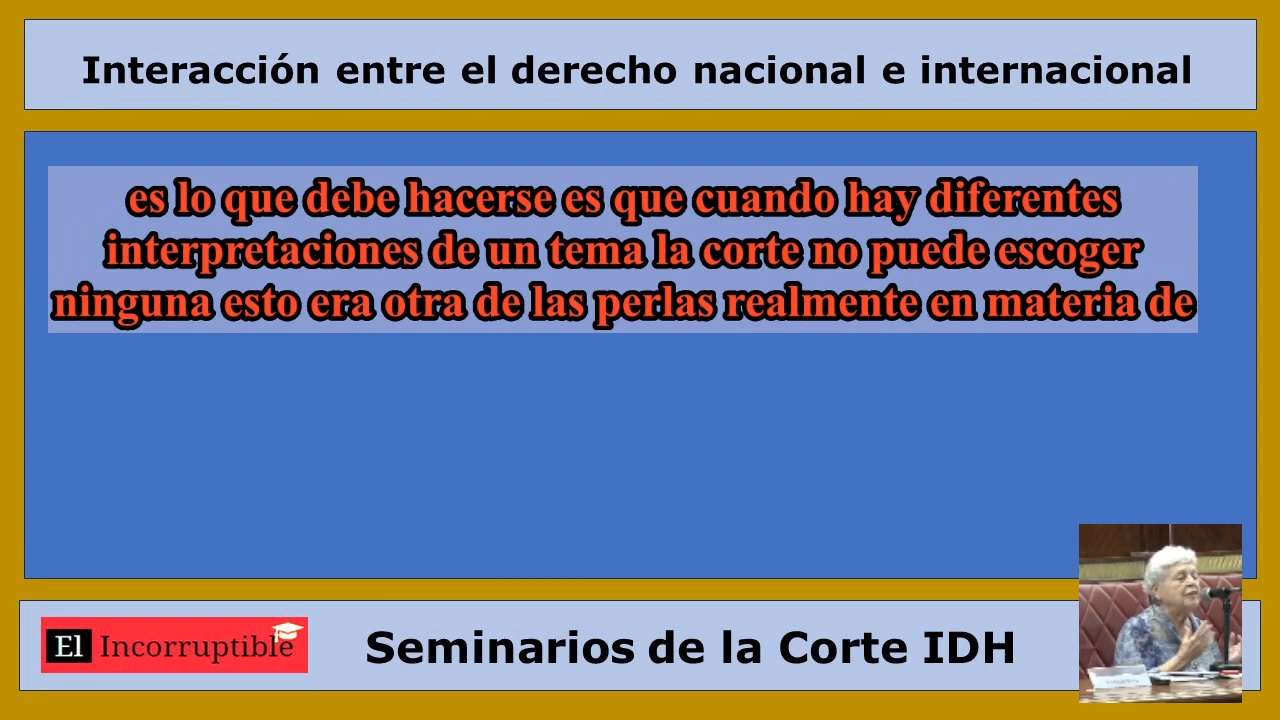 Interacción entre el derecho nacional e internacional
es lo que debe hacerse es que cuando hay diferentes
interpretaciones de un tema la corte no puede escoger
ninguna esto era otra de las perlas realmente en materia de
El Incorruptible
Seminarios de la Corte IDH